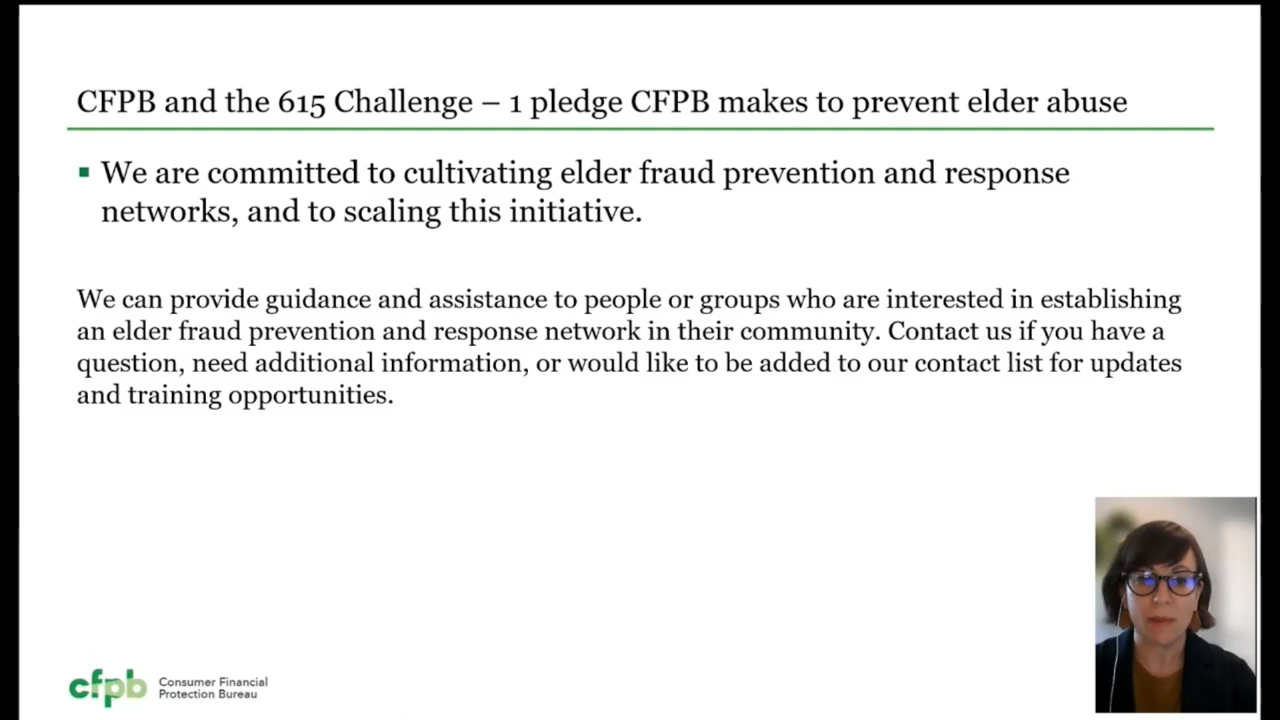 CFPB and the 615 Challenge – 1 pledge CFPB makes to prevent elder abuse
▪ We are committed to cultivating elder fraud prevention and response
networks, and to scaling this initiative.
We can provide guidance and assistance to people or groups who are interested in establishing
an elder fraud prevention and response network in their community. Contact us if you have a
question, need additional information, or would like to be added to our contact list for updates
and training opportunities.
cfpb
Consumer Financial
Protection Bureau